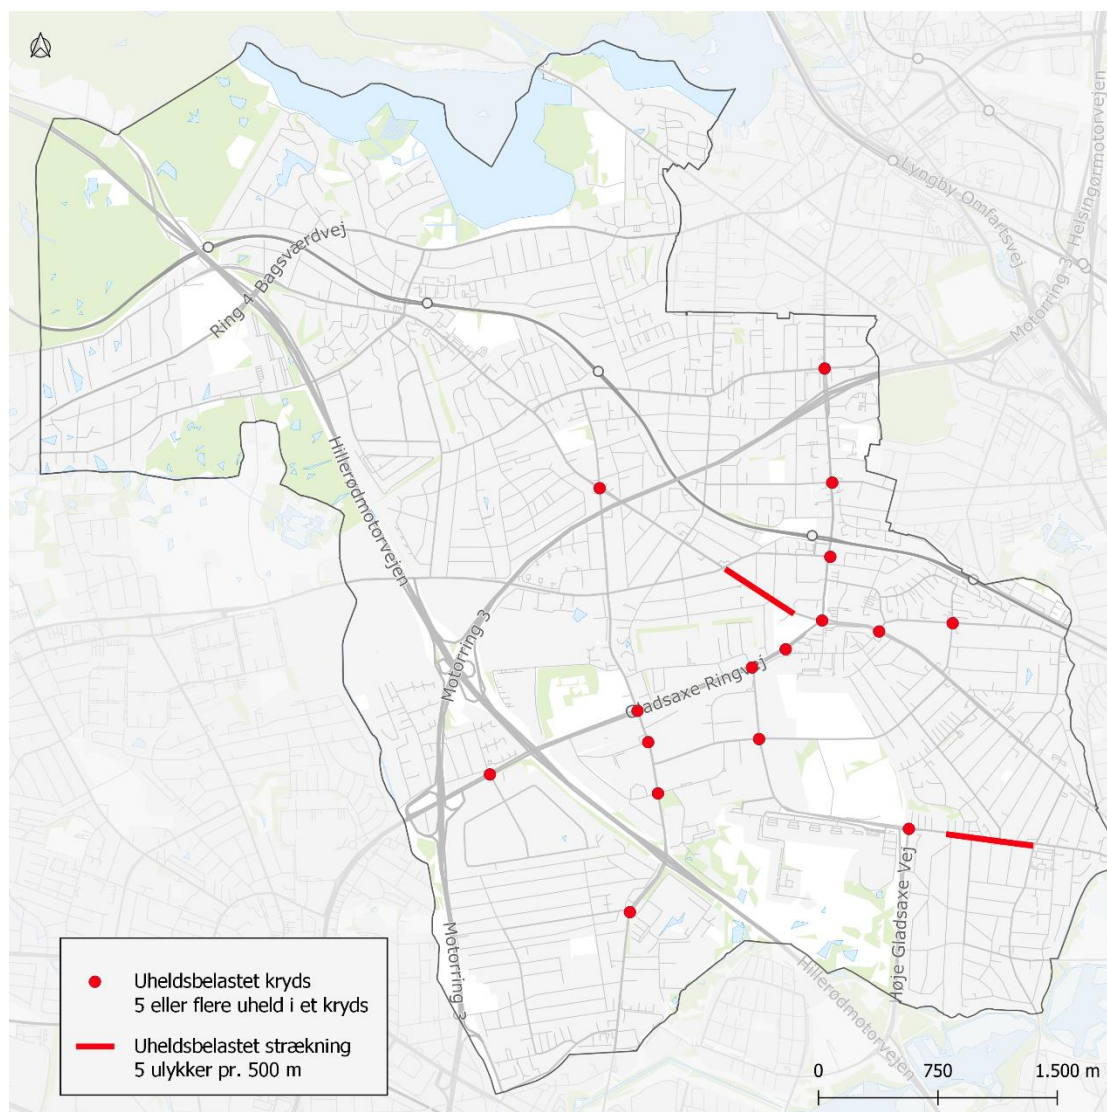 Lyngby Omfartsvej
Motorring 3
Helsingørmotorvejen
Ring 4
Bagsværdvej
Hillerødmotorvejen
Motorring 3
Gladsaxe Ringvej
Høje Gladsaxe Vej
Motorring 3
Hillerødmotorvejen
Uheldsbelastet kryds
5 eller flere uheld i et kryds
Uheldsbelastet strækning
5 ulykker pr. 500 m
0 750 1.500 m